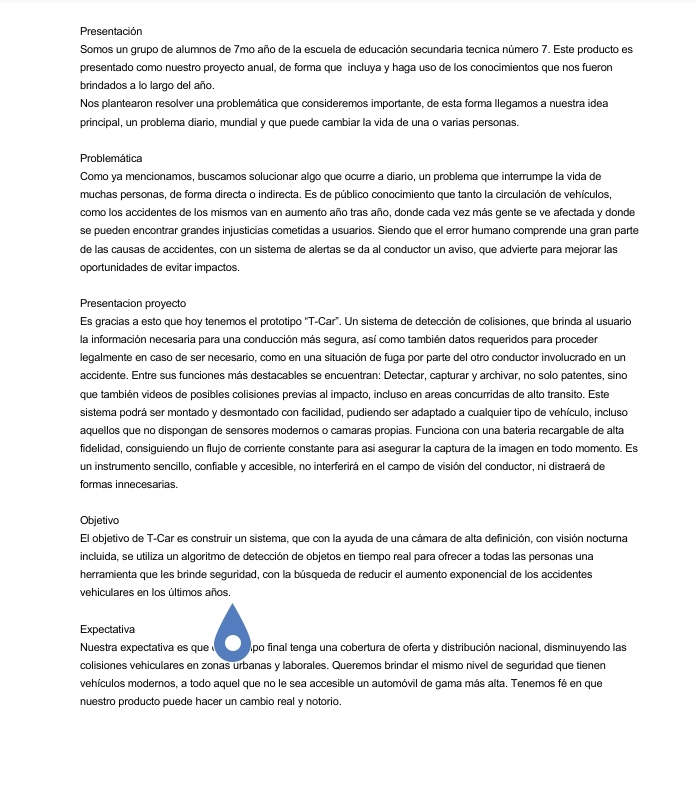 Presentación
Somos un grupo de alumnos de 7mo año de la escuela de educación secundaria tecnica número 7. Este producto es
presentado como nuestro proyecto anual, de forma que  incluya y haga uso de los conocimientos que nos fueron
brindados a lo largo del año.
Nos plantearon resolver una problemática que consideremos importante, de esta forma llegamos a nuestra idea
principal, un problema diario, mundial y que puede cambiar la vida de una o varias personas.
Problemática
Como ya mencionamos, buscamos solucionar algo que ocurre a diario, un problema que interrumpe la vida de
muchas personas, de forma directa o indirecta. Es de público conocimiento que tanto la circulación de vehículos,
como los accidentes de los mismos van en aumento año tras año, donde cada vez más gente se ve afectada y donde
se pueden encontrar grandes injusticias cometidas a usuarios. Siendo que el error humano comprende una gran parte
de las causas de accidentes, con un sistema de alertas se da al conductor un aviso, que advierte para mejorar las
oportunidades de evitar impactos.
Presentacion proyecto
Es gracias a esto que hoy tenemos el prototipo “T-Car”. Un sistema de detección de colisiones, que brinda al usuario
la información necesaria para una conducción más segura, así como también datos requeridos para proceder
legalmente en caso de ser necesario, como en una situación de fuga por parte del otro conductor involucrado en un
accidente. Entre sus funciones más destacables se encuentran: Detectar, capturar y archivar, no solo patentes, sino
que también videos de posibles colisiones previas al impacto, incluso en areas concurridas de alto transito. Este
sistema podrá ser montado y desmontado con facilidad, pudiendo ser adaptado a cualquier tipo de vehículo, incluso
aquellos que no dispongan de sensores modernos o camaras propias. Funciona con una bateria recargable de alta
fidelidad, consiguiendo un flujo de corriente constante para asi asegurar la captura de la imagen en todo momento. Es
un instrumento sencillo, confiable y accesible, no interferirá en el campo de visión del conductor, ni distraerá de
formas innecesarias.
Objetivo
El objetivo de T-Car es construir un sistema, que con la ayuda de una cámara de alta definición, con visión nocturna
incluida, se utiliza un algoritmo de detección de objetos en tiempo real para ofrecer a todas las personas una
herramienta que les brinde seguridad, con la búsqueda de reducir el aumento exponencial de los accidentes
vehiculares en los últimos años.
Expectativa
Nuestra expectativa es que final tenga una cobertura de oferta y distribución nacional, disminuyendo las
colisiones vehiculares en zonas urbanas y laborales. Queremos brindar el mismo nivel de seguridad que tienen
vehículos modernos, a todo aquel que no le sea accesible un automóvil de gama más alta. Tenemos fé en que
nuestro producto puede hacer un cambio real y notorio.